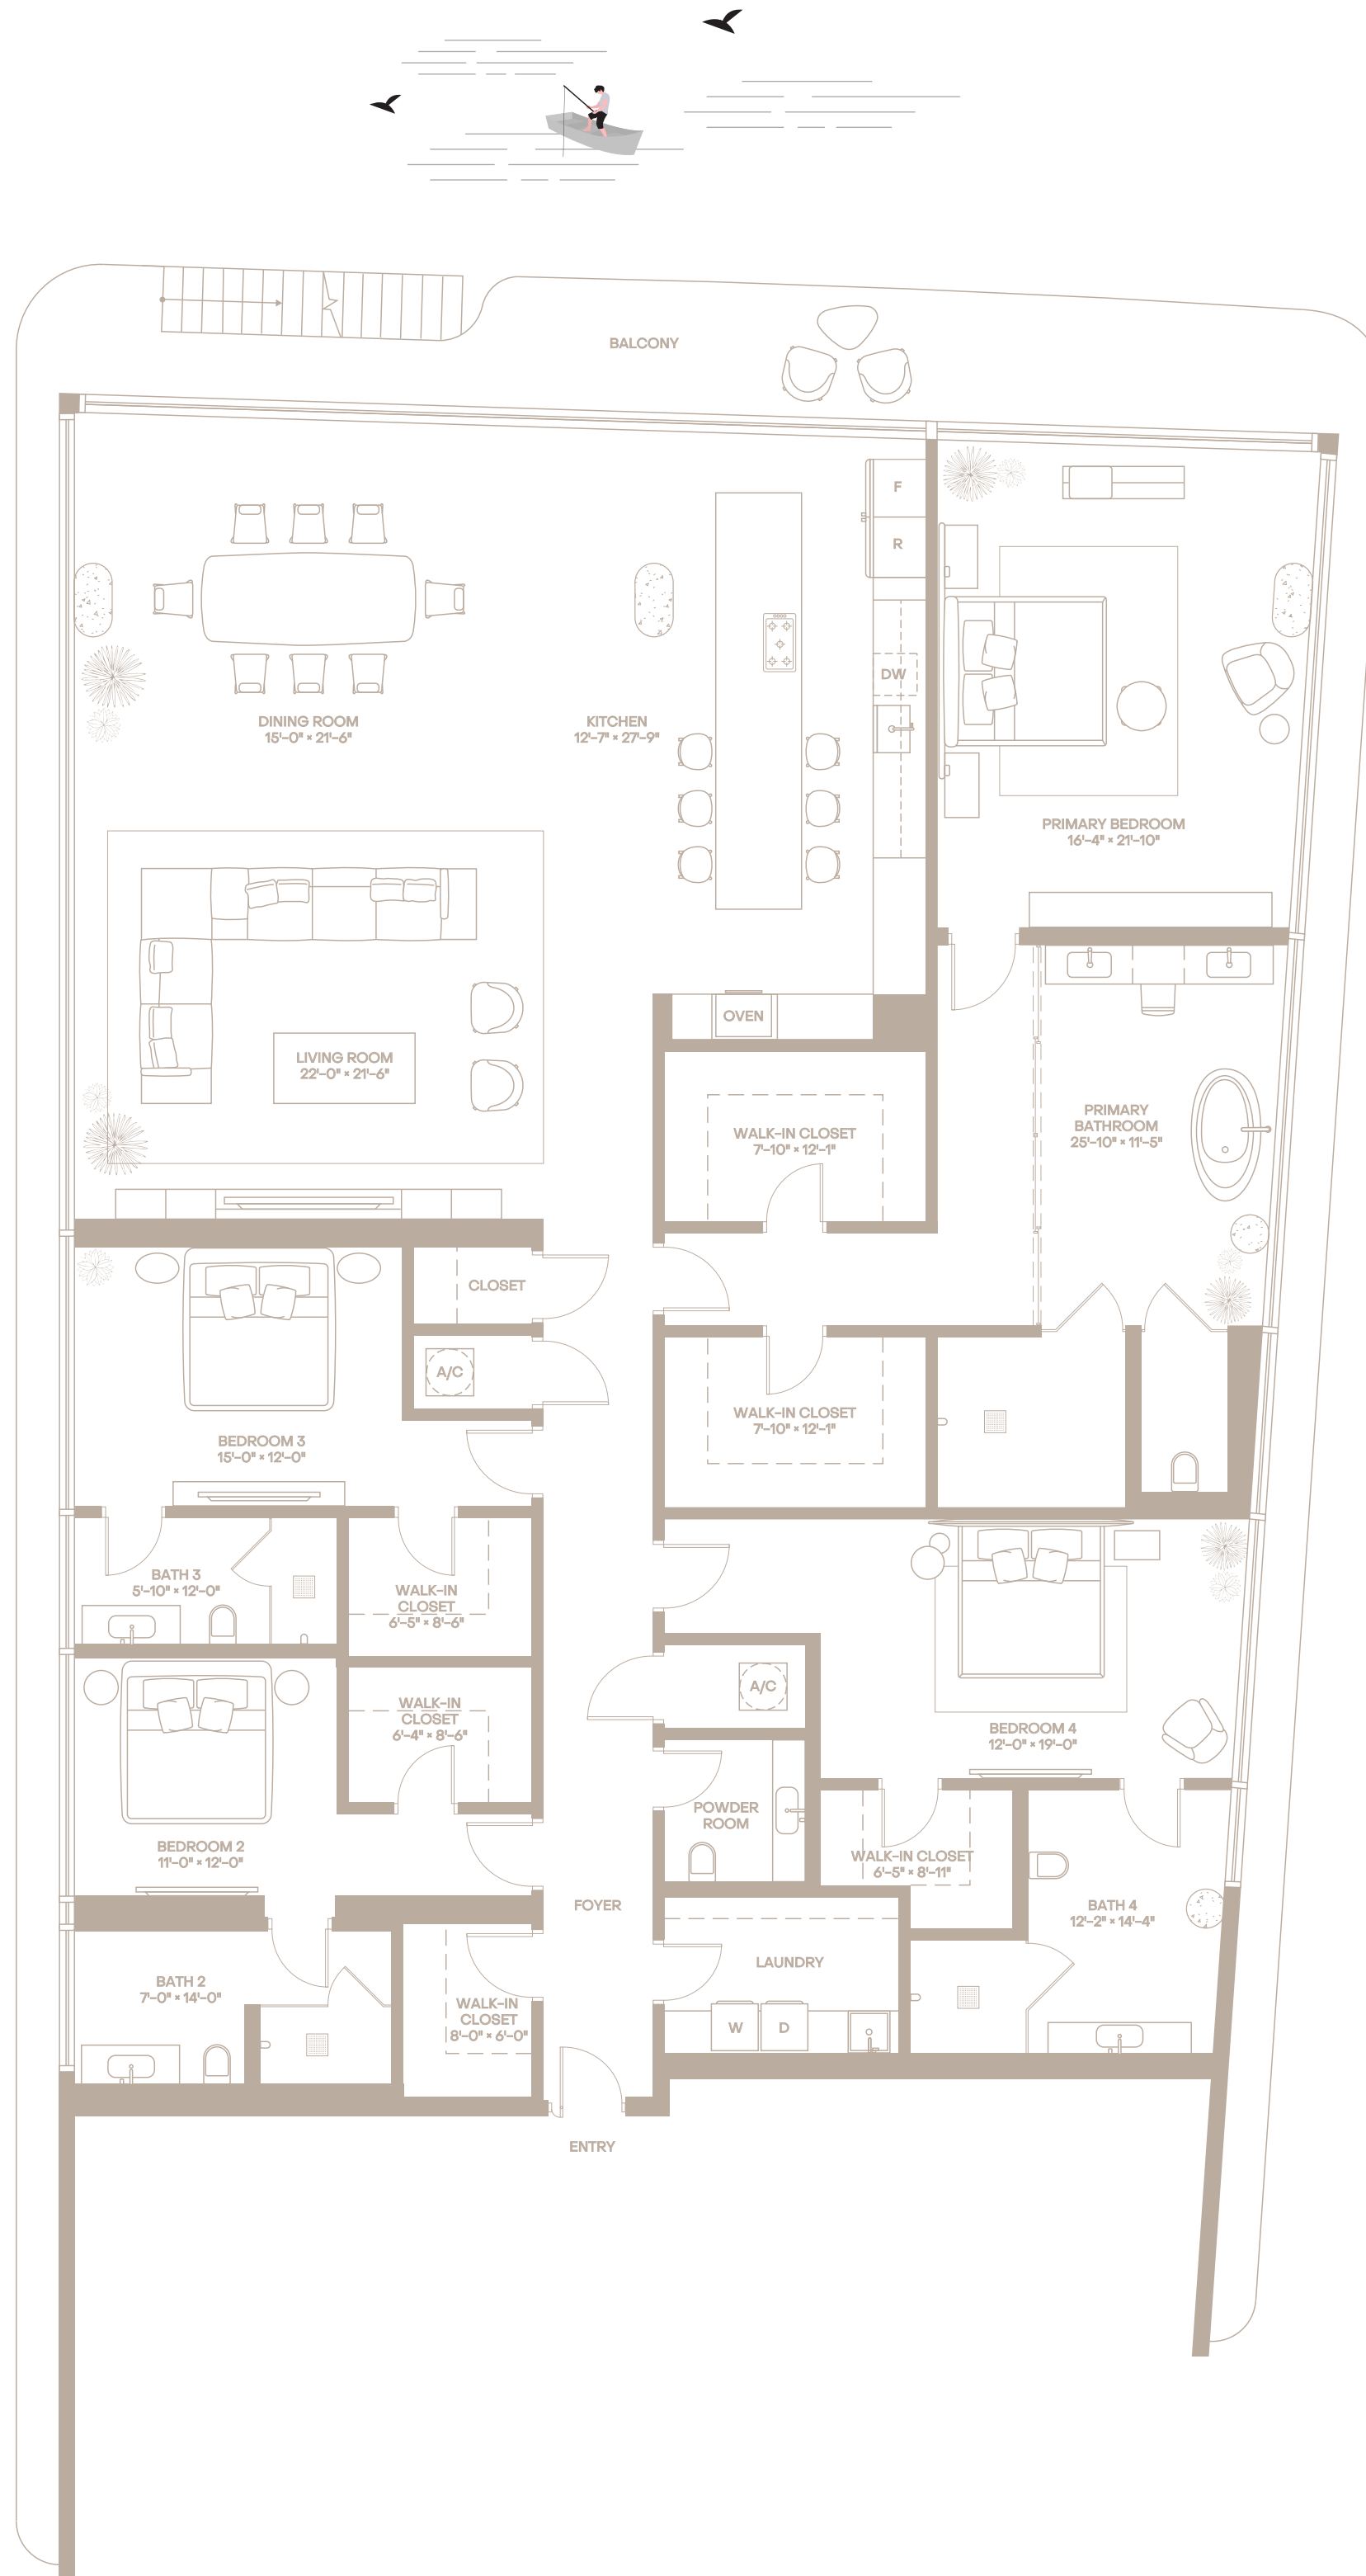 BALCONY
F
R
DW
DINING ROOM
15'-0" × 21'-6"
KITCHEN
12'-7" × 27'-9"
PRIMARY BEDROOM
16'-4" × 21'-10"
OVEN
LIVING ROOM
22'-0" × 21'-6"
WALK-IN CLOSET
7'-10" × 12'-1"
PRIMARY
BATHROOM
25'-10" × 11'-5"
CLOSET
A/C
WALK-IN CLOSET
7'-10" × 12'-1"
BEDROOM 3
15'-0" × 12'-0"
BATH 3
5'-10" × 12'-0"
WALK-IN
CLOSET
6'-5" × 8'-6"
WALK-IN
CLOSET
6'-4" × 8'-6"
A/C
BEDROOM 4
12'-0" × 19'-0"
POWDER
ROOM
BEDROOM 2
11'-0" × 12'-0"
WALK-IN CLOSET
6'-5" × 8'-11"
FOYER
BATH 4
12'-2" × 14'-4"
LAUNDRY
BATH 2
7'-0" × 14'-0"
WALK-IN
CLOSET
8'-0" × 6'-0"
W
D
ENTRY